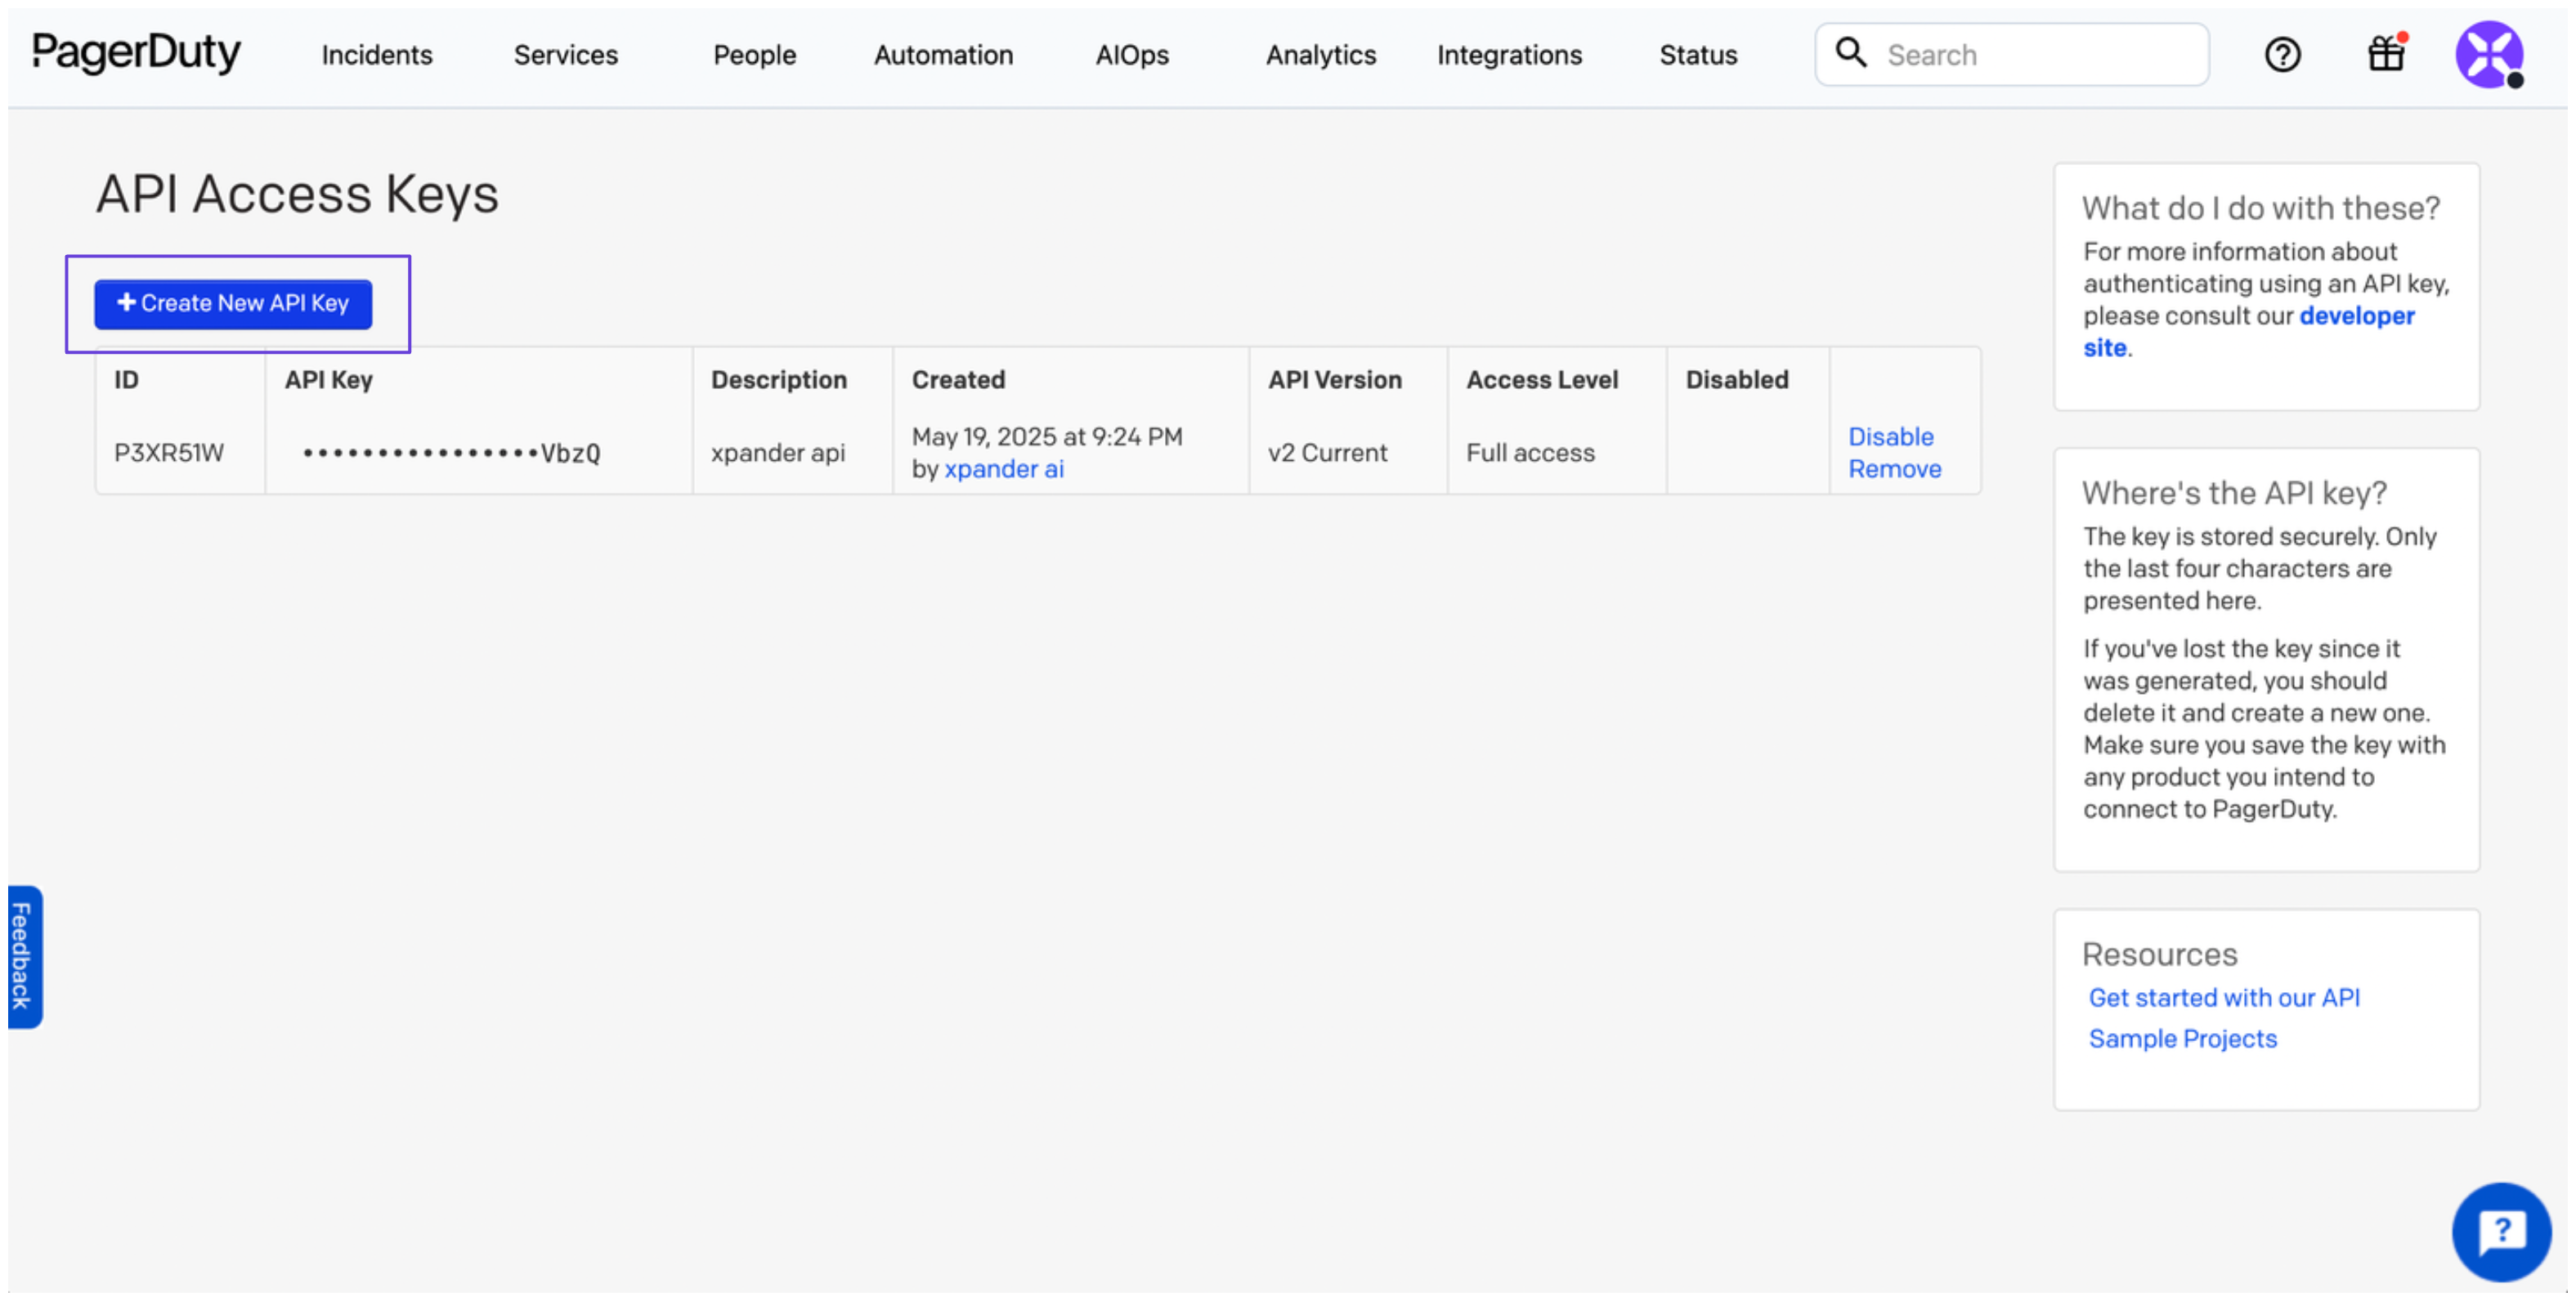 PagerDuty
Incidents
Services
People
Automation
AIOps
Analytics
Integrations
Status
Search
API Access Keys
+ Create New API Key
ID
API Key
Description
Created
API Version
Access Level
Disabled
P3XR51W
••••••••••••••••VbzQ
xpander api
May 19, 2025 at 9:24 PM
by xpander ai
v2 Current
Full access
Disable
Remove
What do I do with these?
For more information about
authenticating using an API key,
please consult our developer
site.
Where's the API key?
The key is stored securely. Only
the last four characters are
presented here.
If you've lost the key since it
was generated, you should
delete it and create a new one.
Make sure you save the key with
any product you intend to
connect to PagerDuty.
Resources
Get started with our API
Sample Projects
Feedback